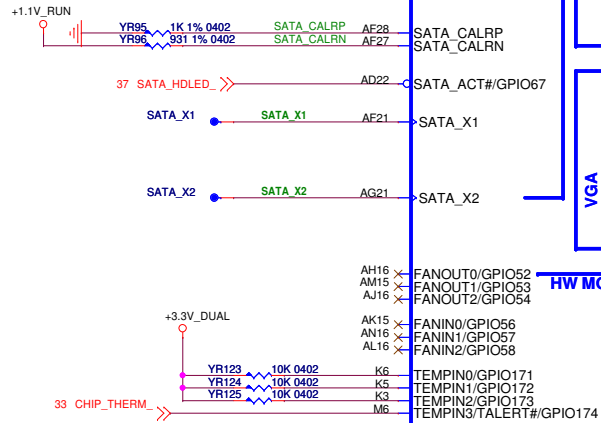 +1.1V_RUN
YR95 1K 1% 0402 SATA_CALRP AF28 SATA_CALRP
YR96 931 1% 0402 SATA_CALRN AF27 SATA_CALRN
37 SATA_HDLED_ AD22 SATA_ACT#/GPIO67
SATA_X1 SATA_X1 AF21 SATA_X1
VGA
SATA_X2 SATA_X2 AG21 SATA_X2
AH16 FANOUT0/GPIO52
AM15 FANOUT1/GPIO53 HW
AJ16 FANOUT2/GPIO54
+3.3V_DUAL
AK15 FANIN0/GPIO56
AN16 FANIN1/GPIO57
AL16 FANIN2/GPIO58
YR123 10K 0402 K6 TEMPIN0/GPIO171
YR124 10K 0402 K5 TEMPIN1/GPIO172
YR125 10K 0402 K3 TEMPIN2/GPIO173
33 CHIP_THERM_ M6 TEMPIN3/TALERT#/GPIO174